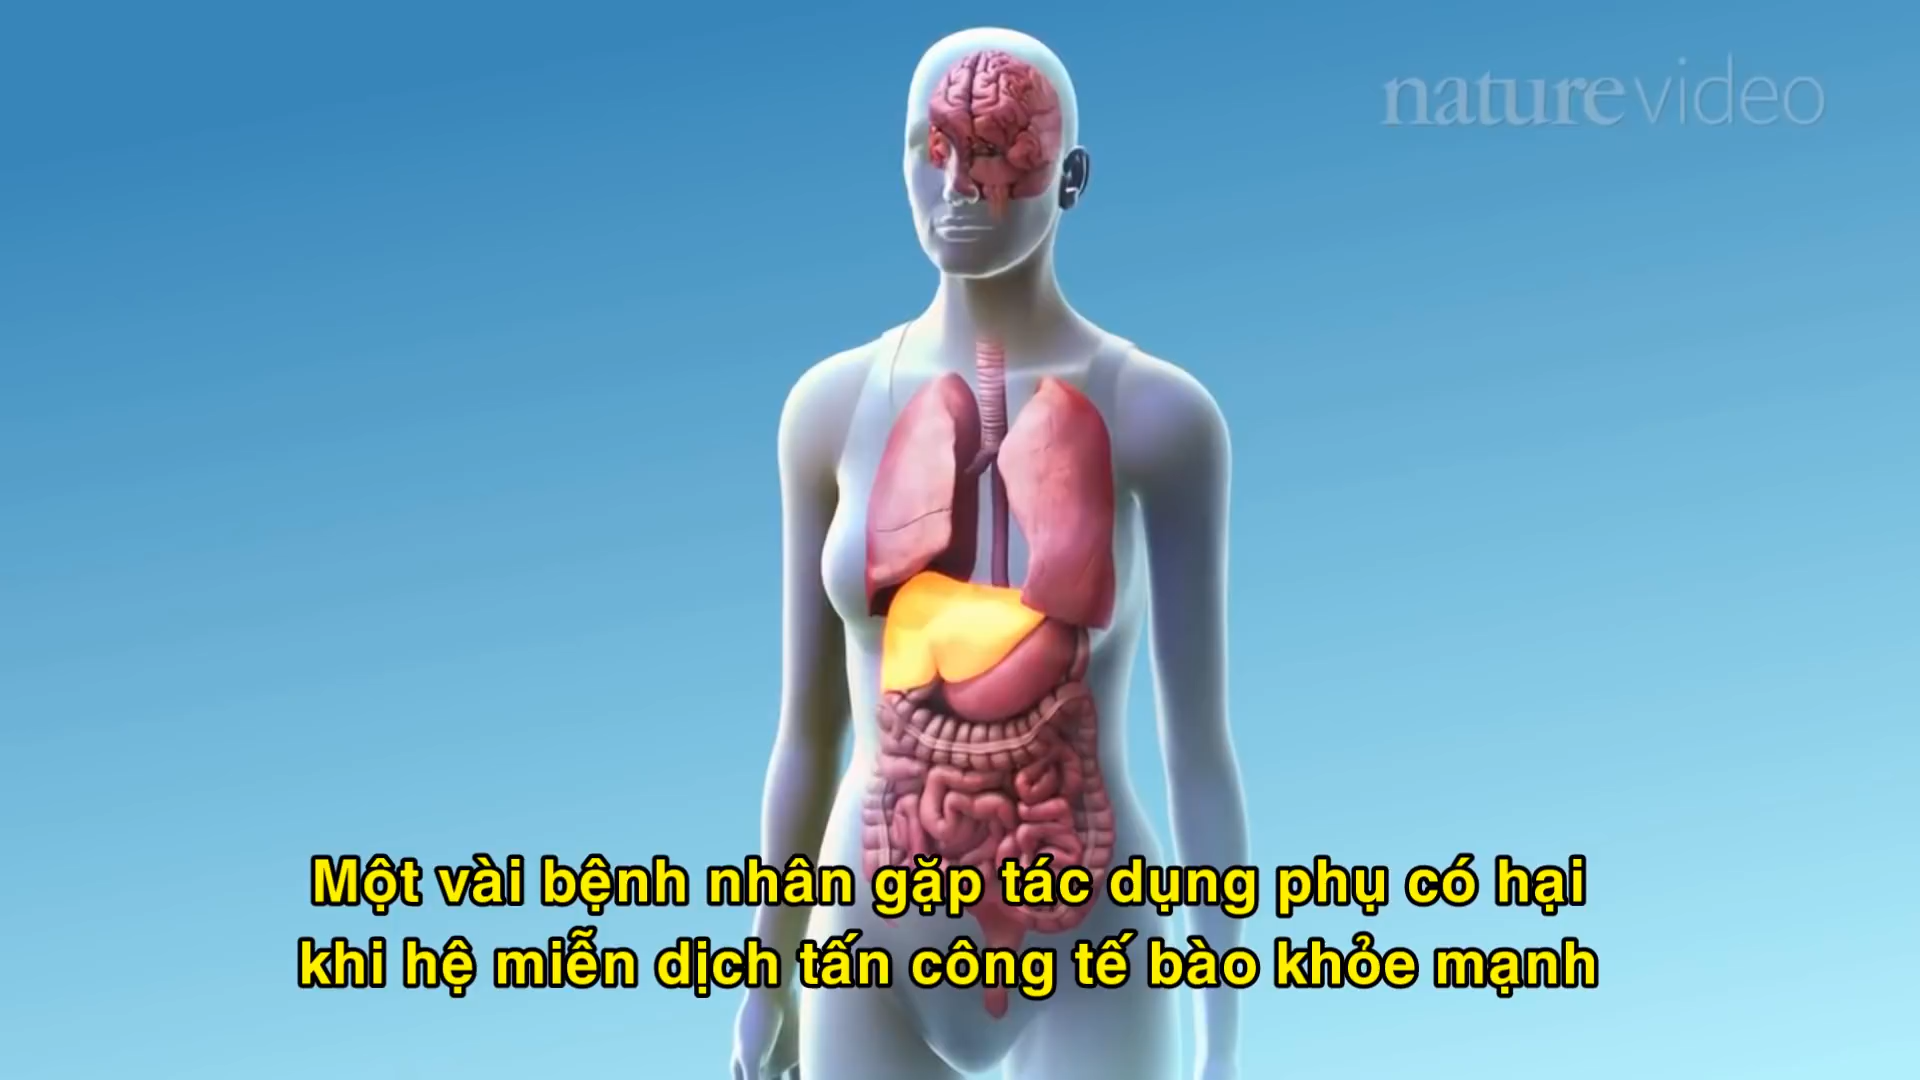 naturevideo
Một vài bệnh nhân gặp tác dụng phụ có hại
khi hệ miễn dịch tấn công tế bào khỏe mạnh